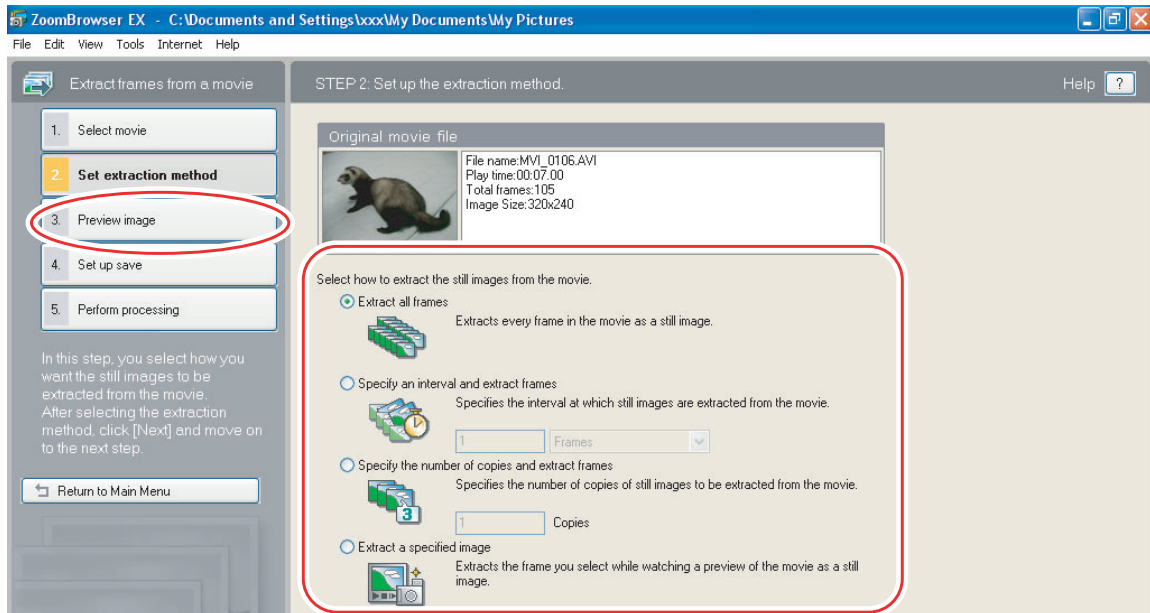 ZoomBrowser EX - C:\Documents and Settings\xxx\My Documents\My Pictures
File Edit View Tools Internet Help
Extract frames from a movie
STEP 2: Set up the extraction method.
Help ?
1. Select movie
2. Set extraction method
3. Preview image
4. Set up save
5. Perform processing
In this step, you select how you
want the still images to be
extracted from the movie.
After selecting the extraction
method, click [Next] and move on
to the next step.
Return to Main Menu
Original movie file
File name:MVI_0106.AVI
Play time:00:07.00
Total frames:105
Image Size:320x240
Select how to extract the still images from the movie.
Extract all frames
Extracts every frame in the movie as a still image.
Specify an interval and extract frames
Specifies the interval at which still images are extracted from the movie.
1 Frames
Specify the number of copies and extract frames
Specifies the number of copies of still images to be extracted from the movie.
3
1 Copies
Extract a specified image
Extracts the frame you select while watching a preview of the movie as a still
image.